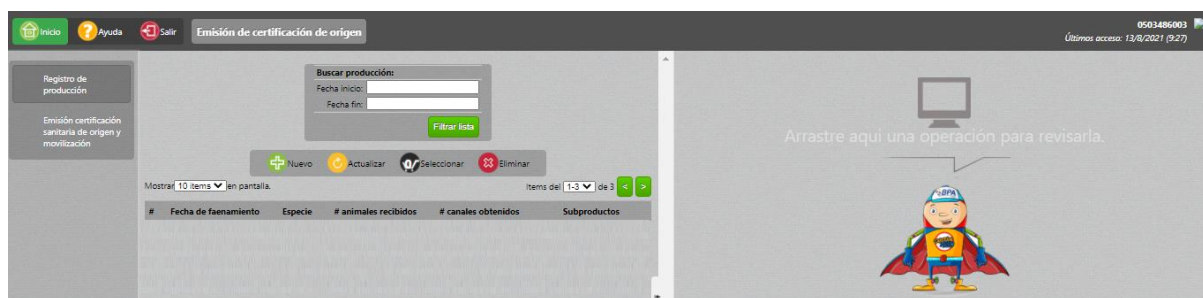 Inicio Ayuda Salir Emisión de certificación de origen
0503486003
Últimos acceso: 13/8/2021 (9:27)
Registro de
producción
Emisión certificación
sanitaria de origen y
movilización
Buscar producción:
Fecha inicio:
Fecha fin:
Filtrar lista
Nuevo Actualizar Seleccionar Eliminar
Mostrar 10 items en pantalla. Items del 1-3 de 3 < >
# Fecha de faenamiento Especie # animales recibidos # canales obtenidos Subproductos
Arrastre aqui una operación para revisarla.